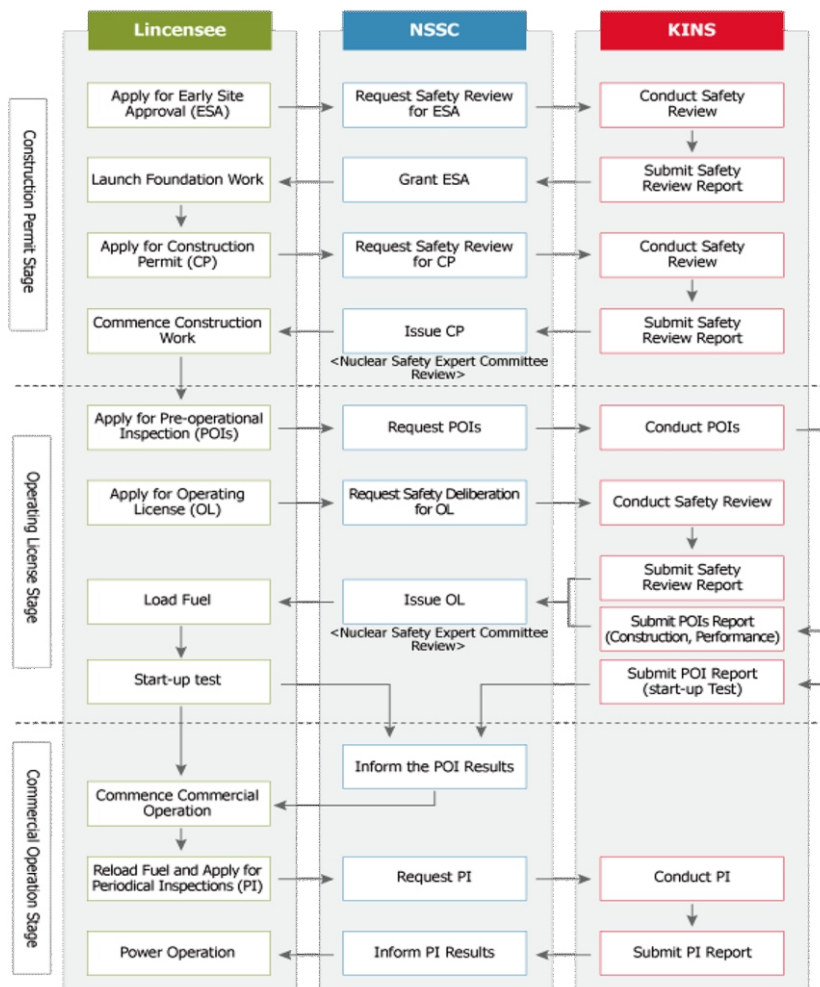 Lincensee
NSSC
KINS
Construction Permit Stage
Apply for Early Site
Approval (ESA)
Request Safety Review
for ESA
Conduct Safety
Review
Launch Foundation Work
Grant ESA
Submit Safety
Review Report
Apply for Construction
Permit (CP)
Request Safety Review
for CP
Conduct Safety
Review
Commence Construction
Work
Issue CP
<Nuclear Safety Expert Committee
Review>
Submit Safety
Review Report
Operating License Stage
Apply for Pre-operational
Inspection (POIs)
Request POIs
Conduct POIs
Apply for Operating
License (OL)
Request Safety Deliberation
for OL
Conduct Safety Review
Submit Safety
Review Report
Load Fuel
Issue OL
<Nuclear Safety Expert Committee
Review>
Submit POIs Report
(Construction, Performance)
Start-up test
Submit POI Report
(start-up Test)
Commercial Operation Stage
Inform the POI Results
Commence Commercial
Operation
Reload Fuel and Apply for
Periodical Inspections (PI)
Request PI
Conduct PI
Power Operation
Inform PI Results
Submit PI Report